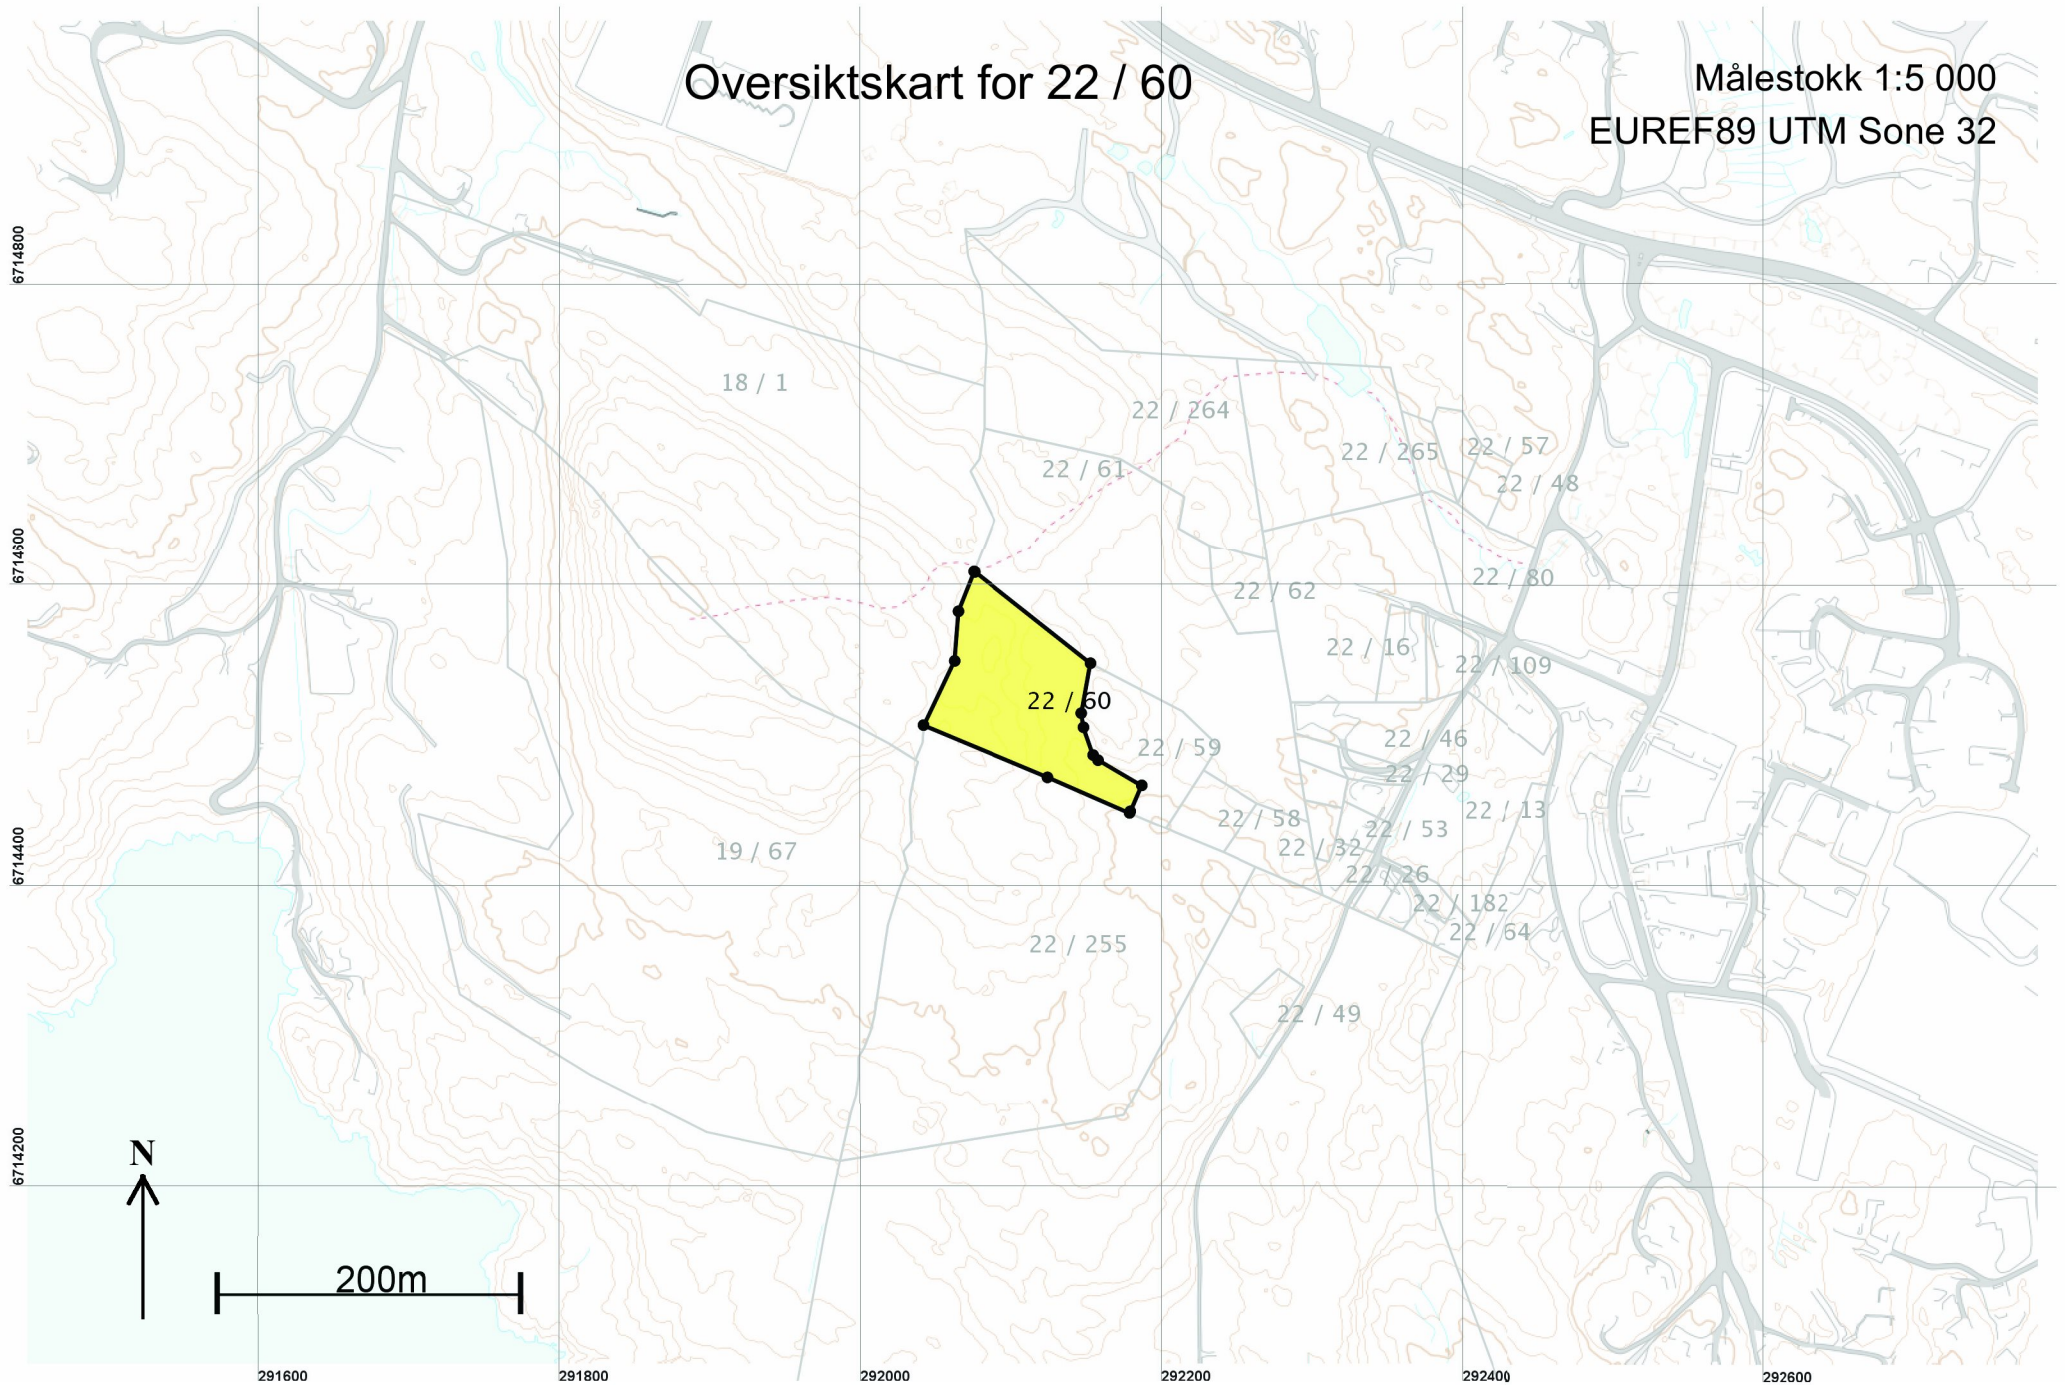 Oversiktskart for 22 / 60
Målestokk 1:5 000
EUREF89 UTM Sone 32
6714800
18 / 1
22 / 264
22 / 265
22 / 57
22 / 61
22 / 48
6714600
22 / 80
22 / 62
22 / 16
22 / 109
22 / 60
22 / 59
22 / 46
22 / 29
22 / 13
22 / 58
22 / 53
22 / 32
19 / 67
6714400
22 / 26
22 / 182
22 / 64
22 / 255
22 / 49
6714200
N
200m
291600
291800
292000
292200
292400
292600